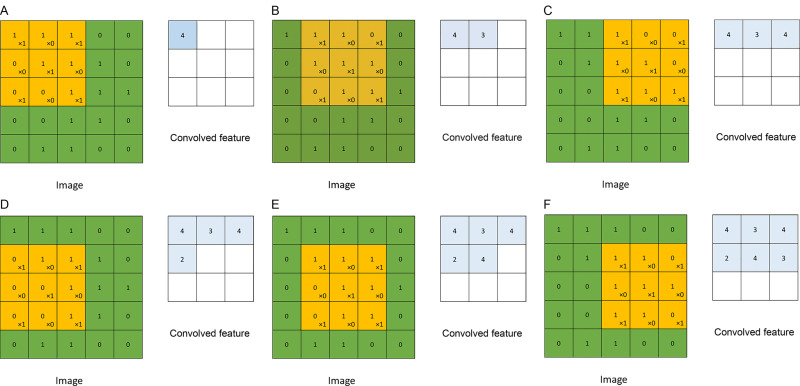 A
1×1 1×0 1×1 0 0
0×0 1×1 1×0 1 0
0×1 0×0 1×1 1 1
0 0 1 1 0
0 1 1 0 0
Image
4
Convolved feature
B
1 1×1 1×0 0×1 0
0 1×0 1×1 1×0 0
0 0×1 1×0 1×1 1
0 0 1 1 0
0 1 1 0 0
Image
4 3
Convolved feature
C
1 1 1×1 0×0 0×1
0 1 1×0 1×1 0×0
0 0 1×1 1×0 1×1
0 0 1 1 0
0 1 1 0 0
Image
4 3 4
Convolved feature
D
1 1 1 0 0
0×1 1×0 1×1 1 0
0×0 0×1 1×0 1 1
0×1 0×0 1×1 1 0
0 1 1 0 0
Image
4 3 4
2
Convolved feature
E
1 1 1 0 0
0 1×1 1×0 1×1 0
0 0×0 1×1 1×0 1
0 0×1 1×0 1×1 0
0 1 1 0 0
Image
4 3 4
2 4
Convolved feature
F
1 1 1 0 0
0 1 1×1 1×0 0×1
0 0 1×0 1×1 1×0
0 0 1×1 1×0 0×1
0 1 1 0 0
Image
4 3 4
2 4 3
Convolved feature